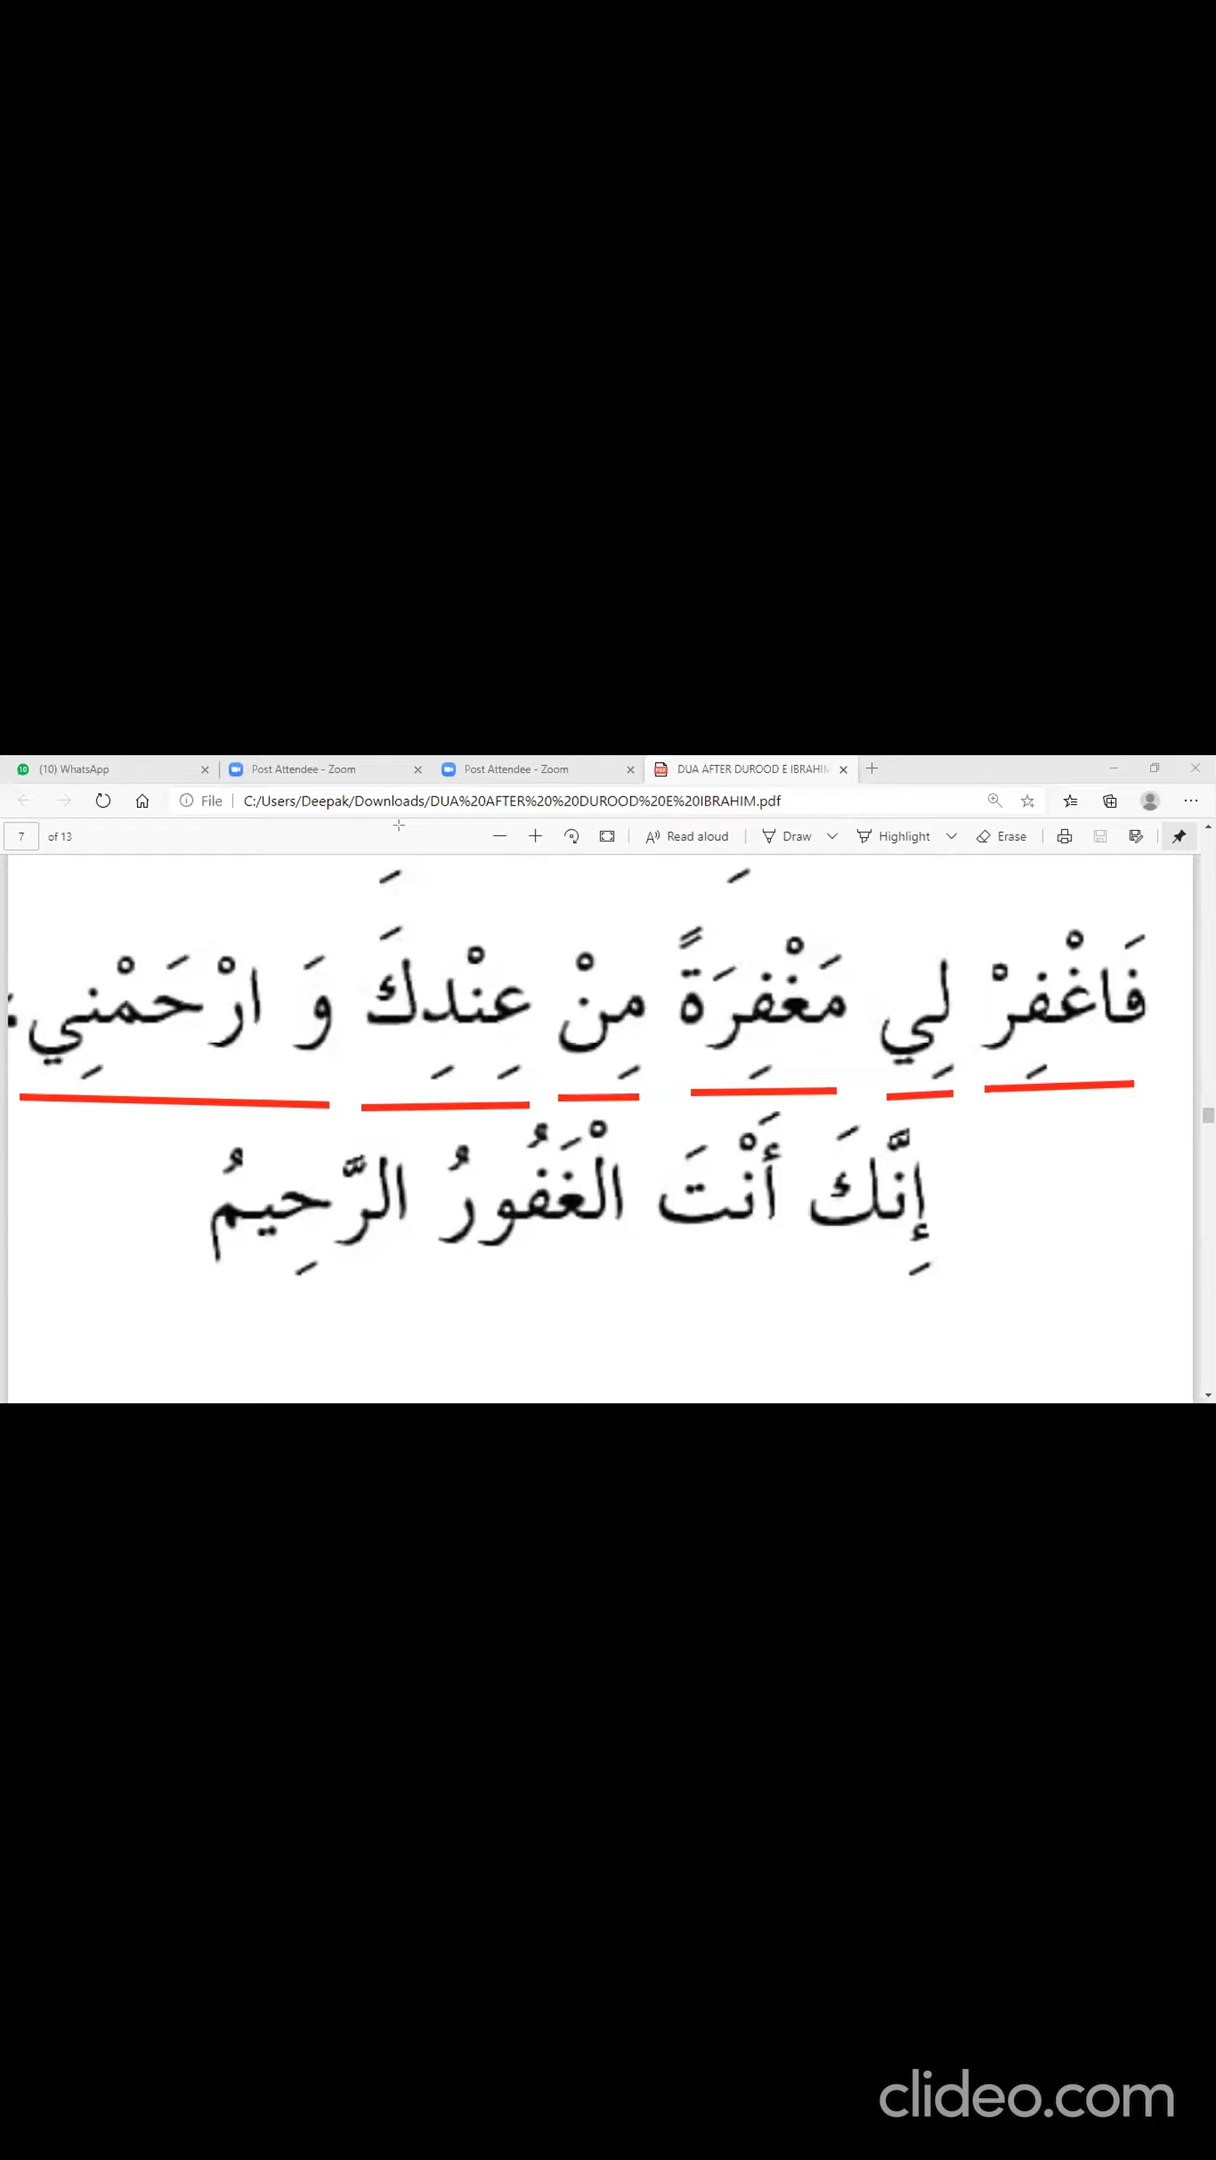 (10) WhatsApp
Post Attendee - Zoom
Post Attendee - Zoom
DUA AFTER DUROOD E IBRAHIM
File C:/Users/Deepak/Downloads/DUA%20AFTER%20%20DUROOD%20E%20IBRAHIM.pdf
7 of 13 Read aloud Draw Highlight Erase
فَاغْفِرْ لِي مَغْفِرَةً مِنْ عِنْدِكَ وَ ارْحَمْنِي
إِنَّكَ أَنْتَ الْغَفُورُ الرَّحِيمُ
clideo.com